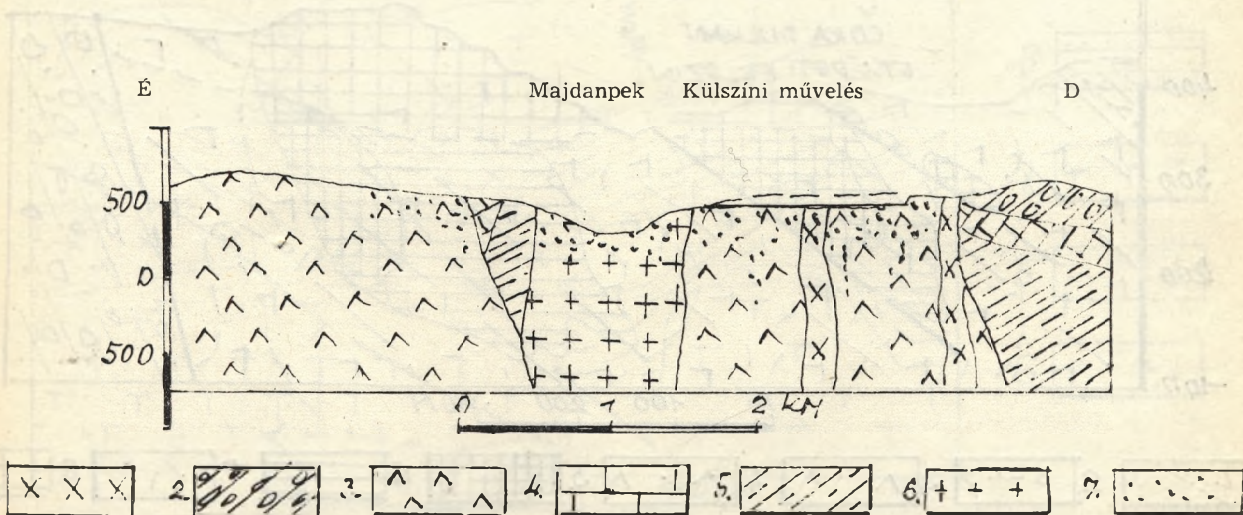 É Majdanpek Külszíni művelés D
500
0
500
0 1 2 KM
2. 3. 4. 5. 6. 7.